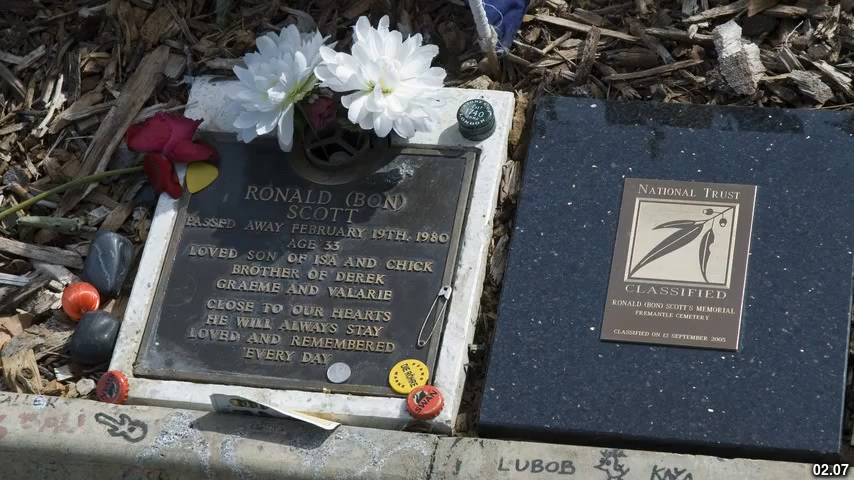 RONALD (BON)
SCOTT
PASSED AWAY FEBRUARY 19TH, 1980
AGE 33
LOVED SON OF ISA AND CHICK
BROTHER OF DEREK
GRAEME AND VALARIE
CLOSE TO OUR HEARTS
HE WILL ALWAYS STAY
LOVED AND REMEMBERED
EVERY DAY
SWAN
NATIONAL TRUST
CLASSIFIED
RONALD (BON) SCOTT'S MEMORIAL
FREMANTLE CEMETERY
CLASSIFIED ON 12 SEPTEMBER 2005
LUBOB
KAYA
02.07